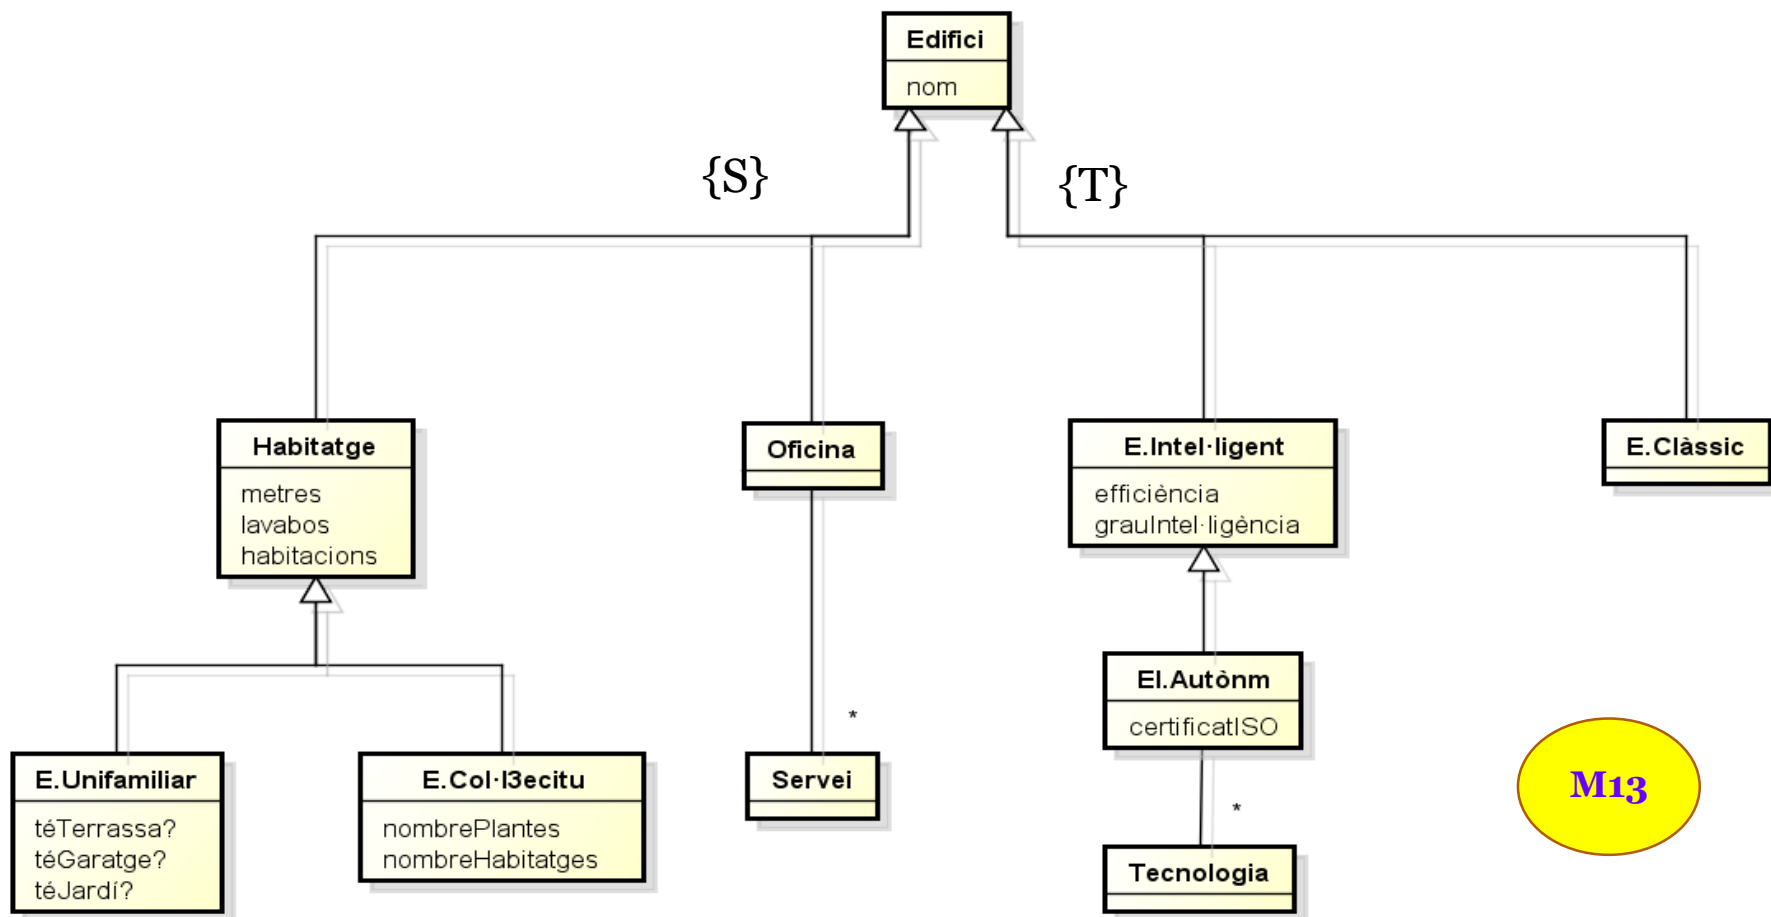 Edifici
nom
{S}
{T}
Habitatge
metres
lavabos
habitacions
Oficina
E.Intel·ligent
efficiència
grauIntel·ligència
E.Clàssic
EI.Autònm
certificatISO
E.Unifamiliar
téTerrassa?
téGaratge?
téJardí?
E.Col·l3ecitu
nombrePlantes
nombreHabitatges
*
Servei
*
Tecnologia
M13